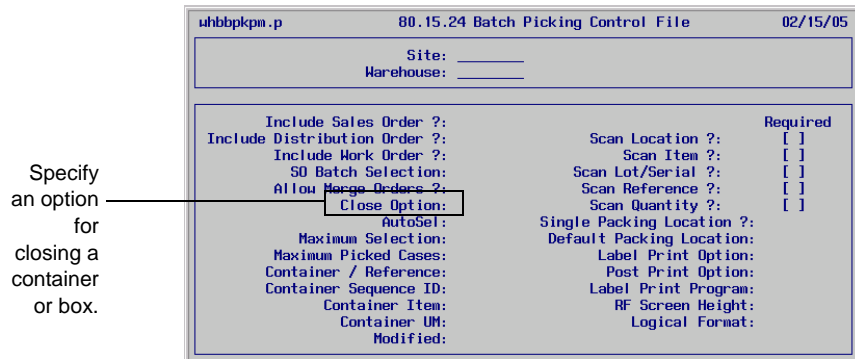 whbbpkpm.p 80.15.24 Batch Picking Control File 02/15/05
Site:
Warehouse:
Include Sales Order ?: Required
Include Distribution Order ?: Scan Location ?: [ ]
Include Work Order ?: Scan Item ?: [ ]
SO Batch Selection: Scan Lot/Serial ?: [ ]
Allow Merge Orders ?: Scan Reference ?: [ ]
Close Option: Scan Quantity ?: [ ]
AutoSel: Single Packing Location ?:
Maximum Selection: Default Packing Location:
Maximum Picked Cases: Label Print Option:
Container / Reference: Post Print Option:
Container Sequence ID: Label Print Program:
Container Item: RF Screen Height:
Container UM: Logical Format:
Modified:
Specify
an option
for
closing a
container
or box.